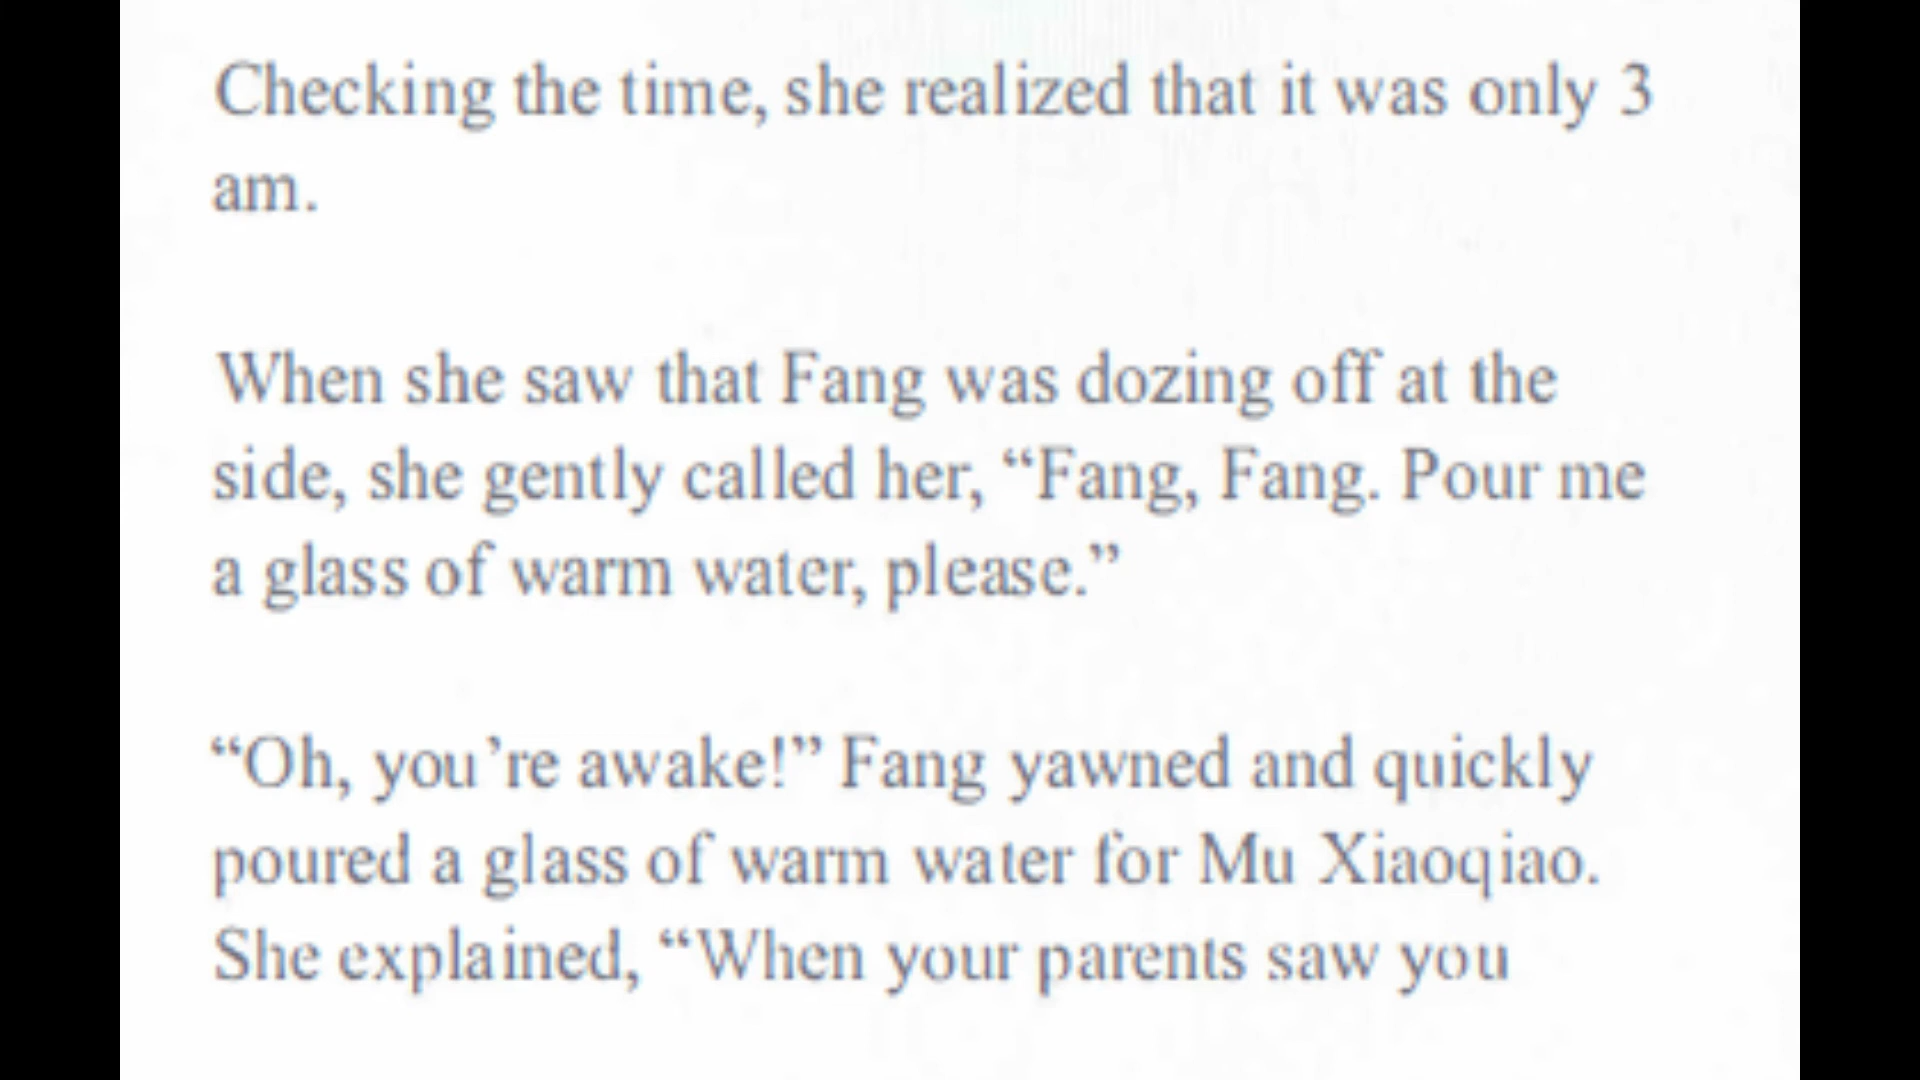 Checking the time, she realized that it was only 3
am.
When she saw that Fang was dozing off at the
side, she gently called her, “Fang, Fang. Pour me
a glass of warm water, please.”
“Oh, you’re awake!” Fang yawned and quickly
poured a glass of warm water for Mu Xiaoqiao.
She explained, “When your parents saw you